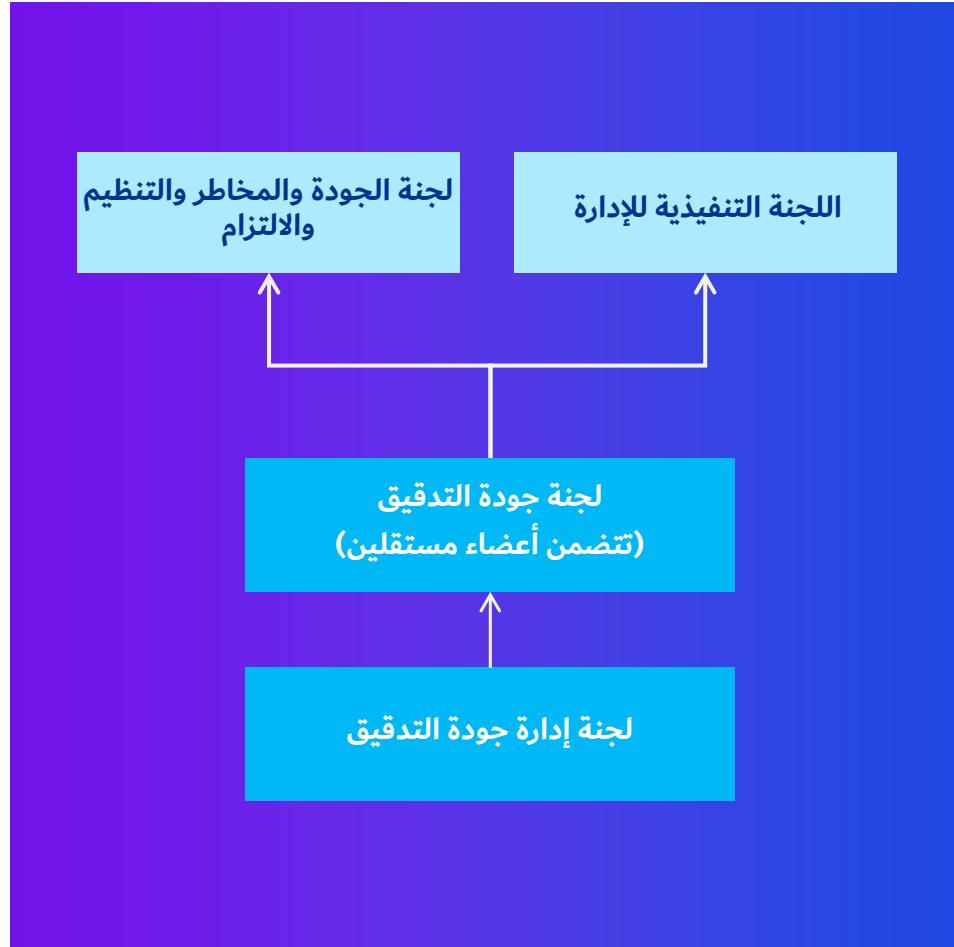 اللجنة التنفيذية للإدارة
لجنة الجودة والمخاطر والتنظيم
والالتزام
لجنة جودة التدقيق
(تتضمن أعضاء مستقلين)
لجنة إدارة جودة التدقيق